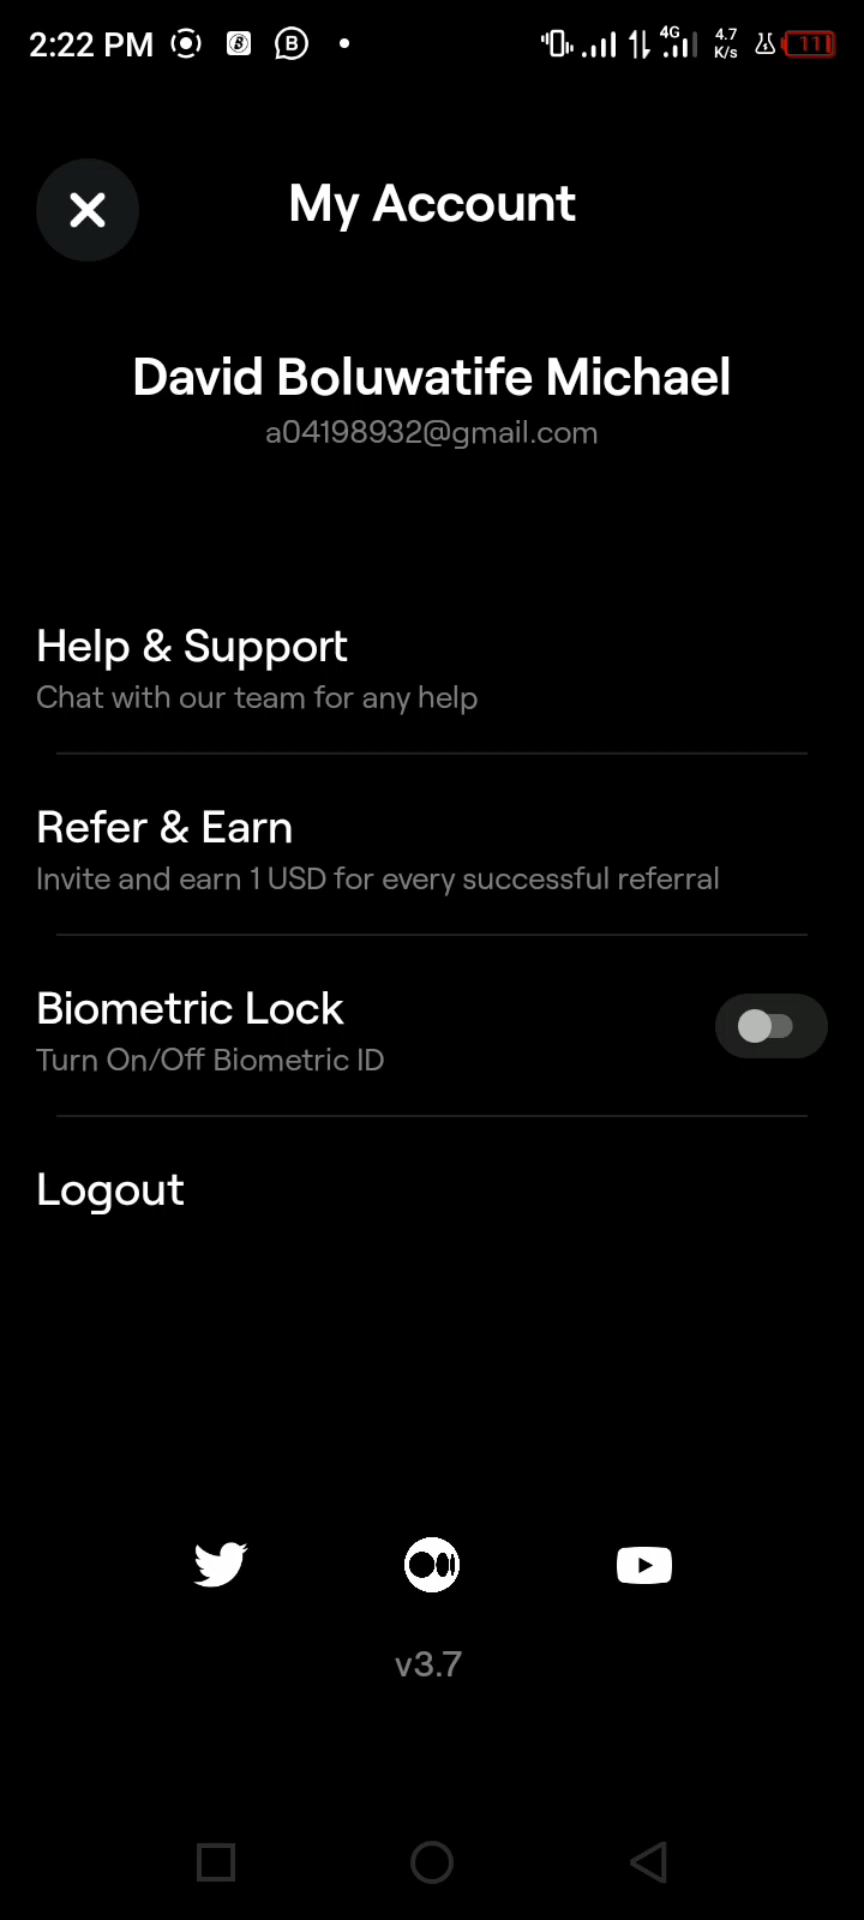 2:22 PM
4G
4.7
K/s
My Account
David Boluwatife Michael
a04198932@gmail.com
Help & Support
Chat with our team for any help
Refer & Earn
Invite and earn 1 USD for every successful referral
Biometric Lock
Turn On/Off Biometric ID
Logout
v3.7